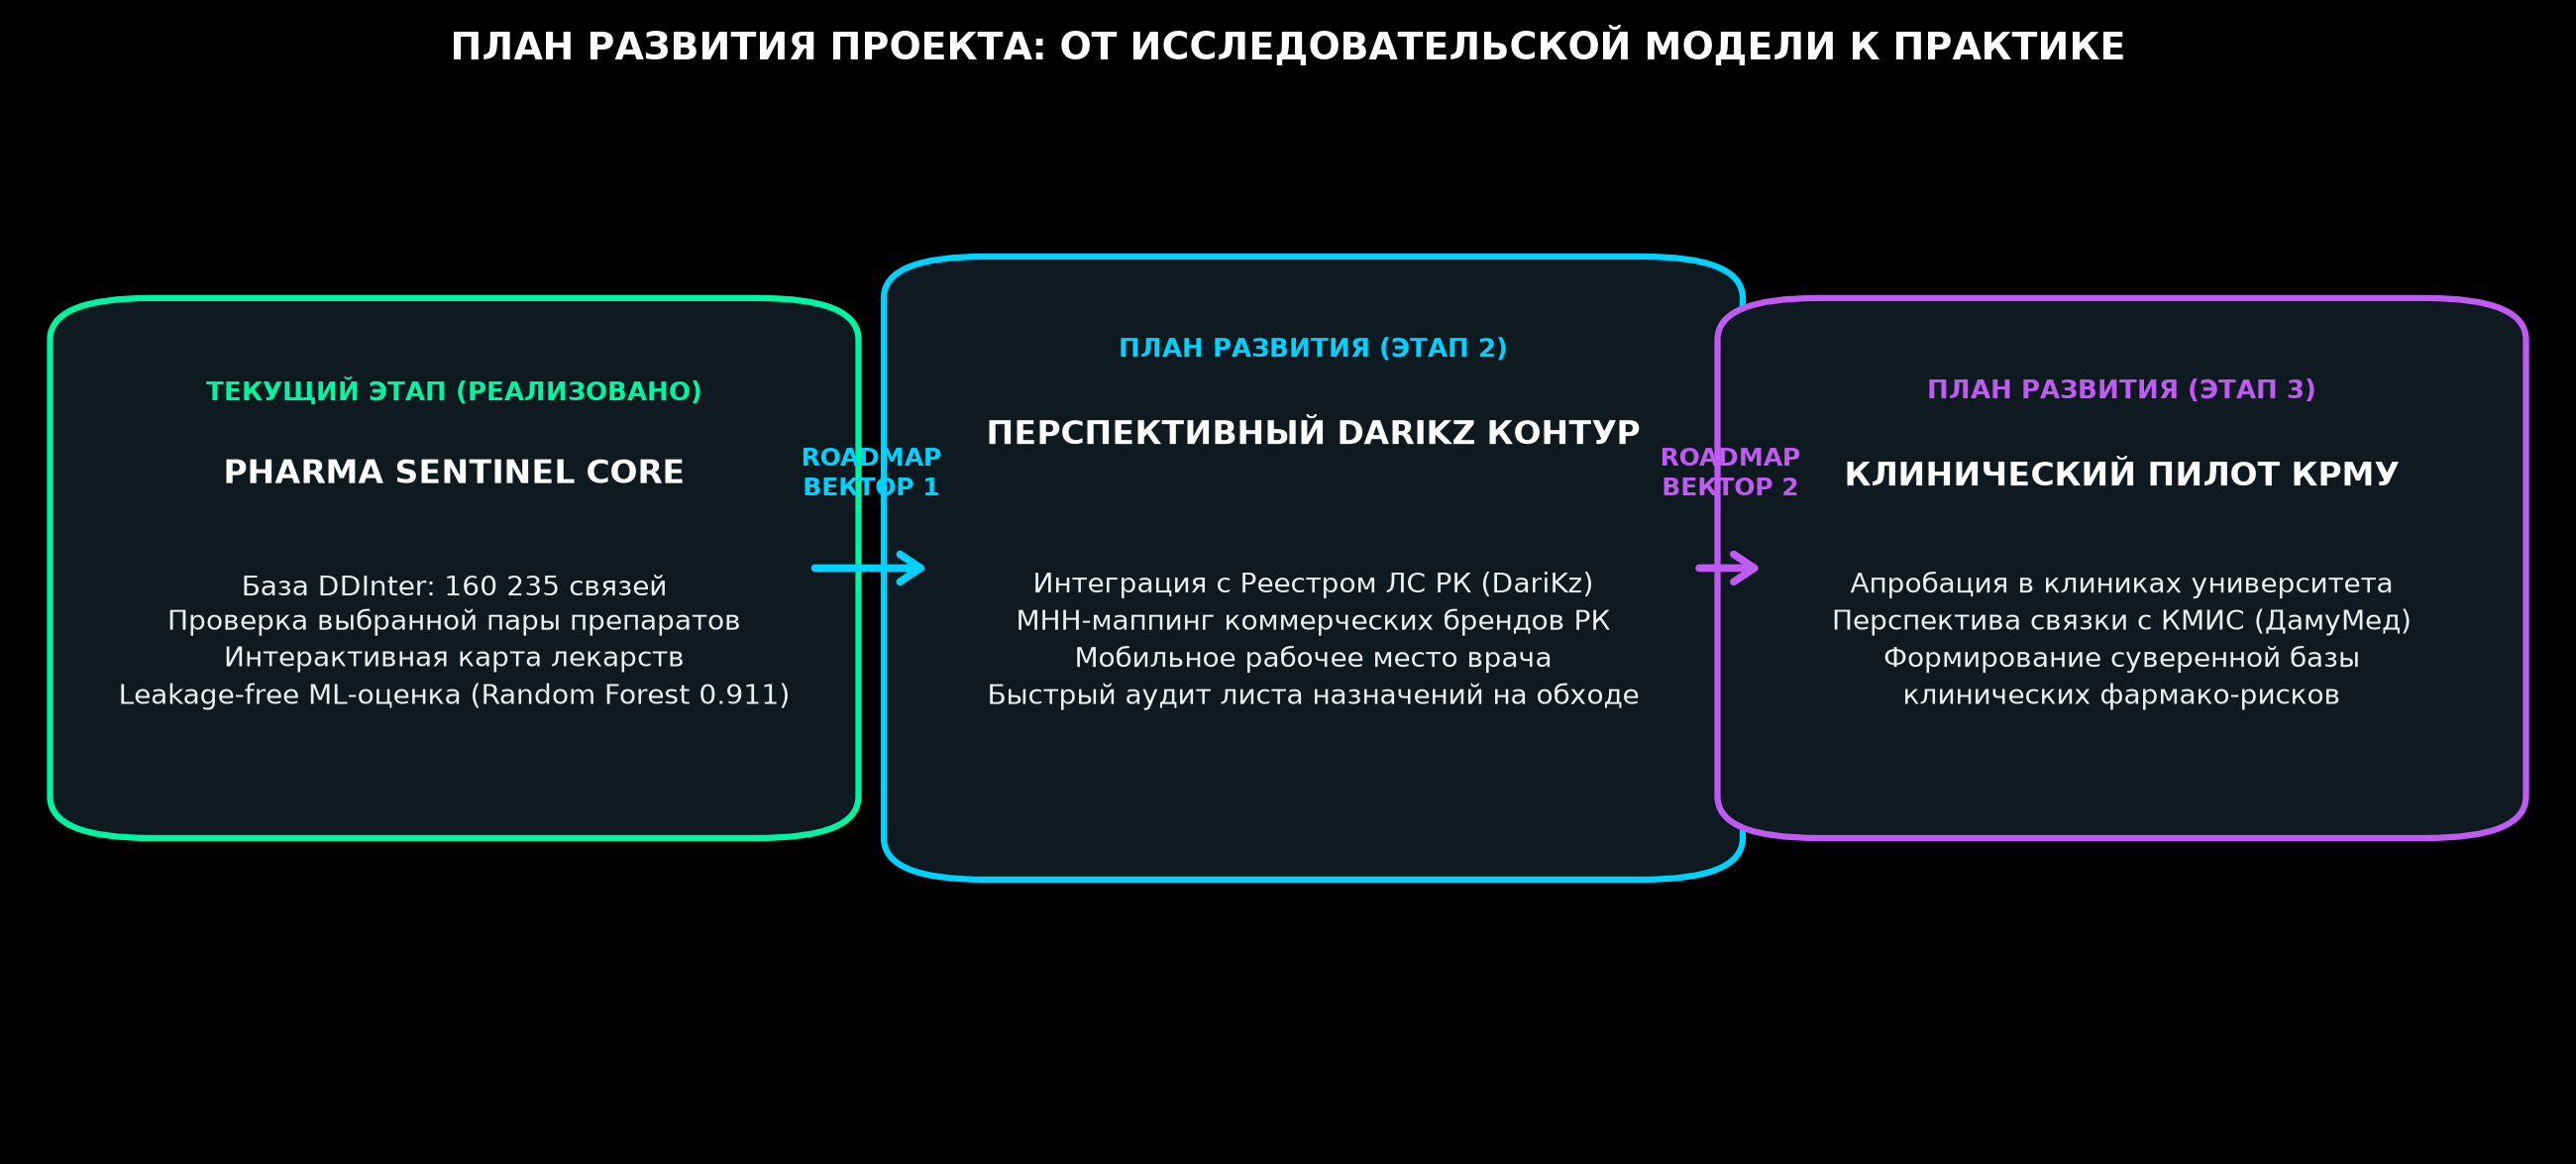 ПЛАН РАЗВИТИЯ ПРОЕКТА: ОТ ИССЛЕДОВАТЕЛЬСКОЙ МОДЕЛИ К ПРАКТИКЕ
ТЕКУЩИЙ ЭТАП (РЕАЛИЗОВАНО)
PHARMA SENTINEL CORE
База DDInter: 160 235 связей
Проверка выбранной пары препаратов
Интерактивная карта лекарств
Leakage-free ML-оценка (Random Forest 0.911)
ROADMAP
ВЕКТОР 1
ПЛАН РАЗВИТИЯ (ЭТАП 2)
ПЕРСПЕКТИВНЫЙ DARIKZ КОНТУР
Интеграция с Реестром ЛС РК (DariKz)
МНН-маппинг коммерческих брендов РК
Мобильное рабочее место врача
Быстрый аудит листа назначений на обходе
ROADMAP
ВЕКТОР 2
ПЛАН РАЗВИТИЯ (ЭТАП 3)
КЛИНИЧЕСКИЙ ПИЛОТ КРМУ
Апробация в клиниках университета
Перспектива связки с КМИС (ДамуМед)
Формирование суверенной базы
клинических фармако-рисков